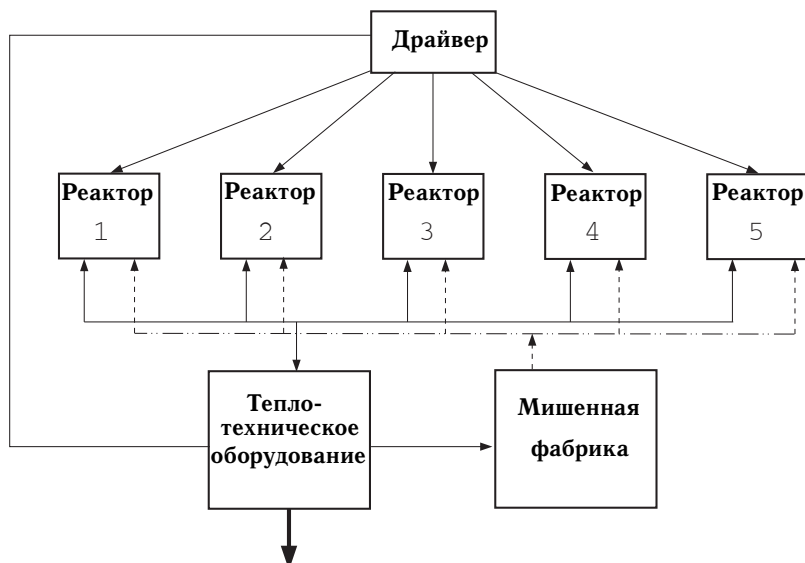 Драйвер
Реактор
1
Реактор
2
Реактор
3
Реактор
4
Реактор
5
Тепло-
техническое
оборудование
Мишенная
фабрика